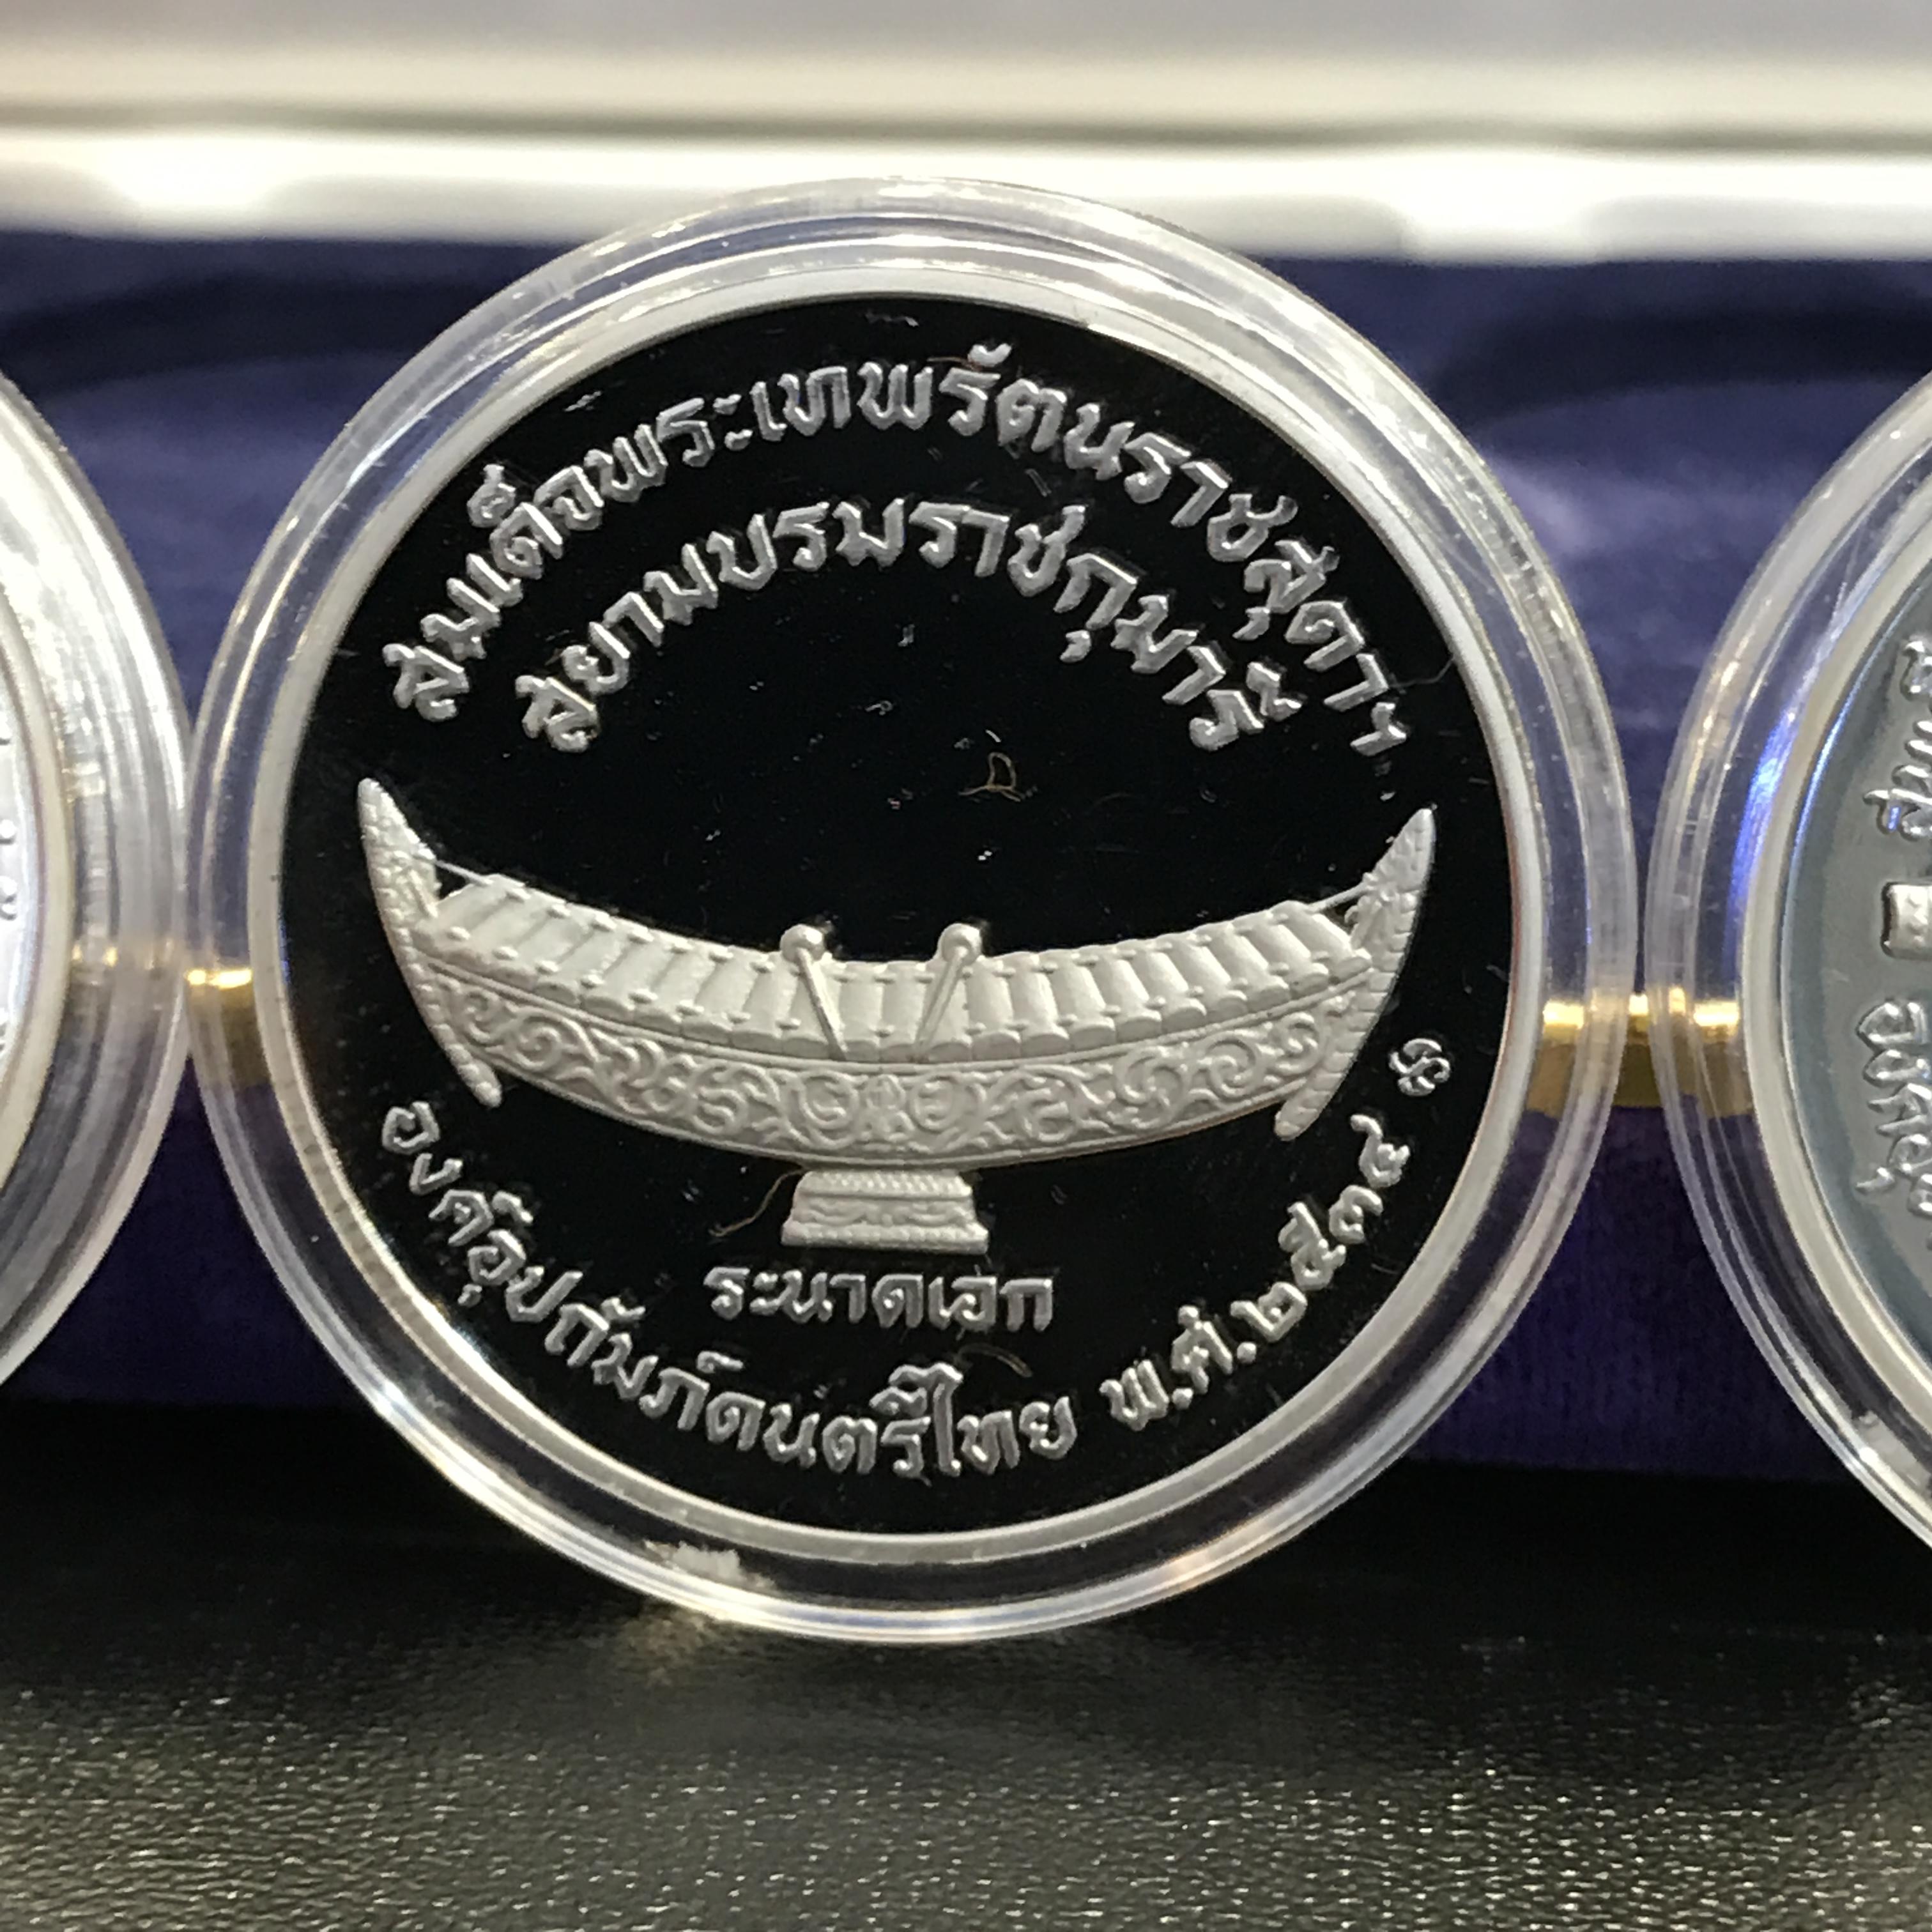 สมเด็จพระเทพรัตนราชสุดาฯ
สยามบรมราชกุมารี
ระนาดเอก
องค์อุปถัมภ์ดนตรีไทย พ.ศ.๒๕๓๔